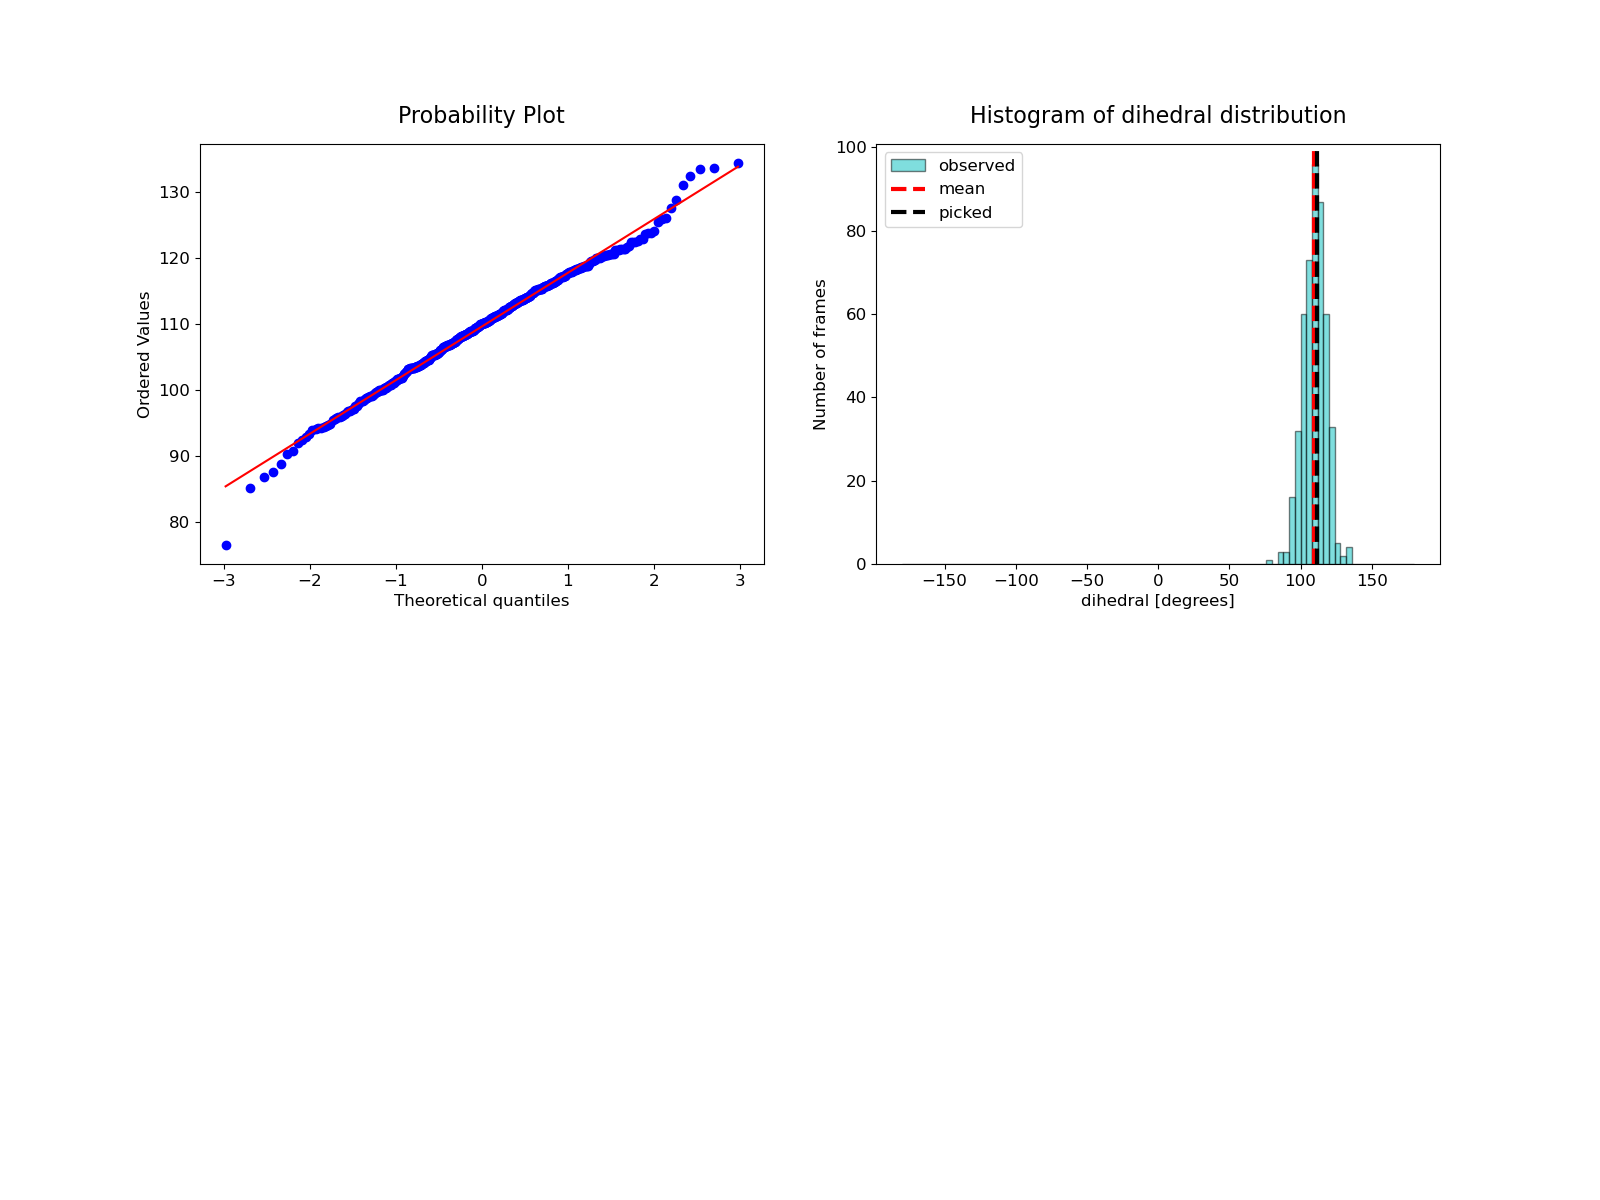 Probability Plot
Ordered Values
130
120
110
100
90
80
−3 −2 −1 0 1 2 3
Theoretical quantiles
Histogram of dihedral distribution
Number of frames
100
80
60
40
20
0
observed
mean
picked
−150 −100 −50 0 50 100 150
dihedral [degrees]